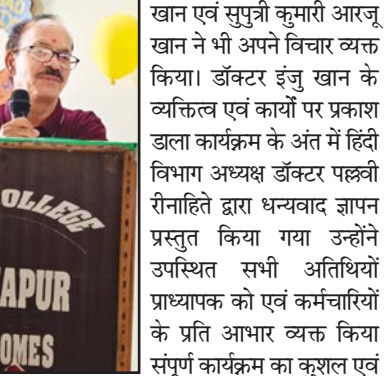 OLLEGE
APUR
OMES
खान एवं सुपुत्री कुमारी आरजू
खान ने भी अपने विचार व्यक्त
किया। डॉक्टर इंजु खान के
व्यक्तित्व एवं कार्यो पर प्रकाश
डाला कार्यक्रम के अंत में हिंदी
विभाग अध्यक्ष डॉक्टर पल्लवी
रीनाहिते द्वारा धन्यवाद ज्ञापन
प्रस्तुत किया गया उन्होंने
उपस्थित सभी अतिथियों
प्राध्यापक को एवं कर्मचारियों
के प्रति आभार व्यक्त किया
संपूर्ण कार्यक्रम का कुशल एवं